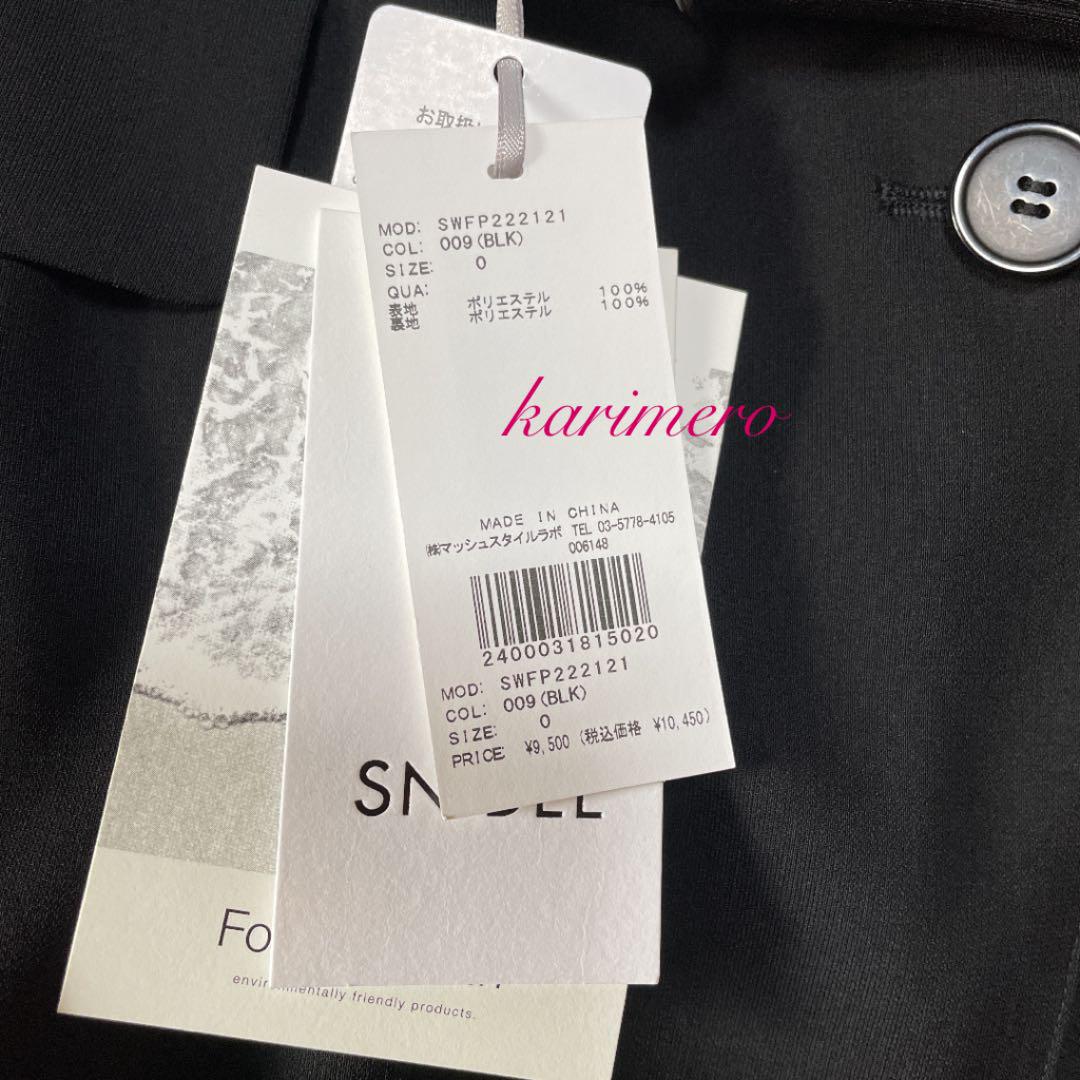 お取扱
MOD: SWFP222121
COL: 009(BLK)
SIZE: 0
QUA:
表地 ポリエステル 100%
裏地 ポリエステル 100%
karimero
MADE IN CHINA
(株)マッシュスタイルラボ TEL 03-5778-4105
006148
2400031815020
MOD: SWFP222121
COL: 009(BLK)
SIZE: 0
PRICE: ¥9,500 (税込価格 ¥10,450)
Fo
environmentally friendly products.